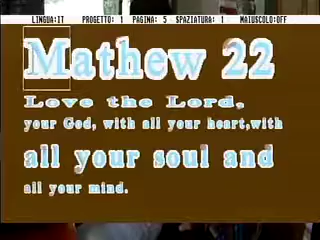 LINGUA:IT PROGETTO: 1 PAGINA: 5 SPAZIATURA: 1 MAIUSCOLO:OFF
Mathew 22
Love the Lord,
your God, with all your heart,with
all your soul and
all your mind.